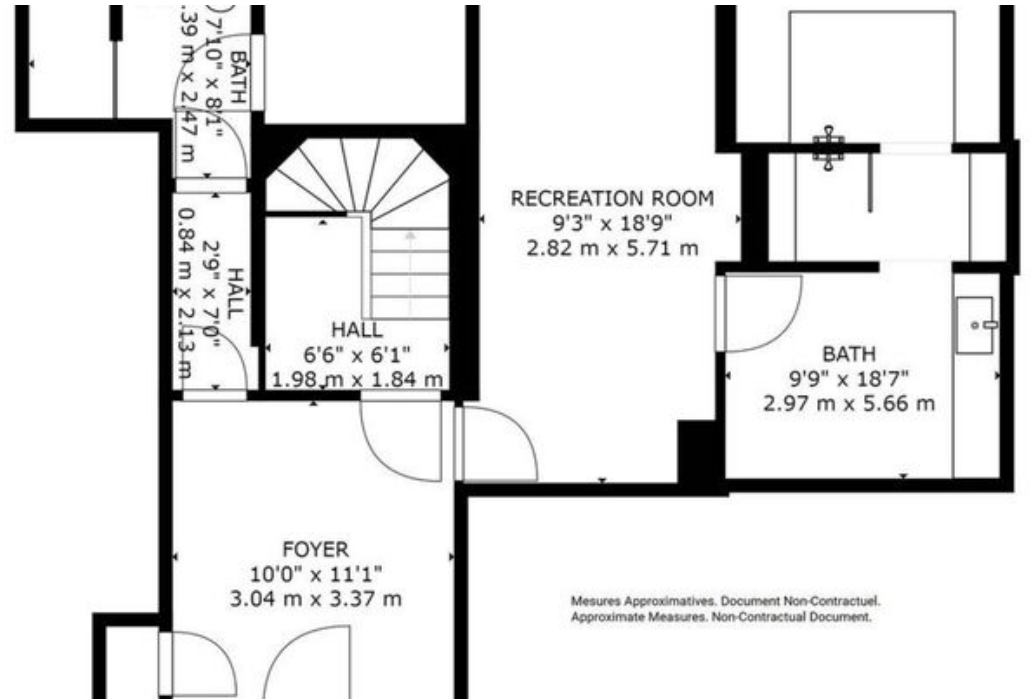 BATH
7'10" x 8'1"
.39 m x 2.47 m
HALL
2'9" x 7'0"
0.84 m x 2.13 m
HALL
6'6" x 6'1"
1.98 m x 1.84 m
RECREATION ROOM
9'3" x 18'9"
2.82 m x 5.71 m
BATH
9'9" x 18'7"
2.97 m x 5.66 m
FOYER
10'0" x 11'1"
3.04 m x 3.37 m
Mesures Approximatives. Document Non-Contractuel.
Approximate Measures. Non-Contractual Document.